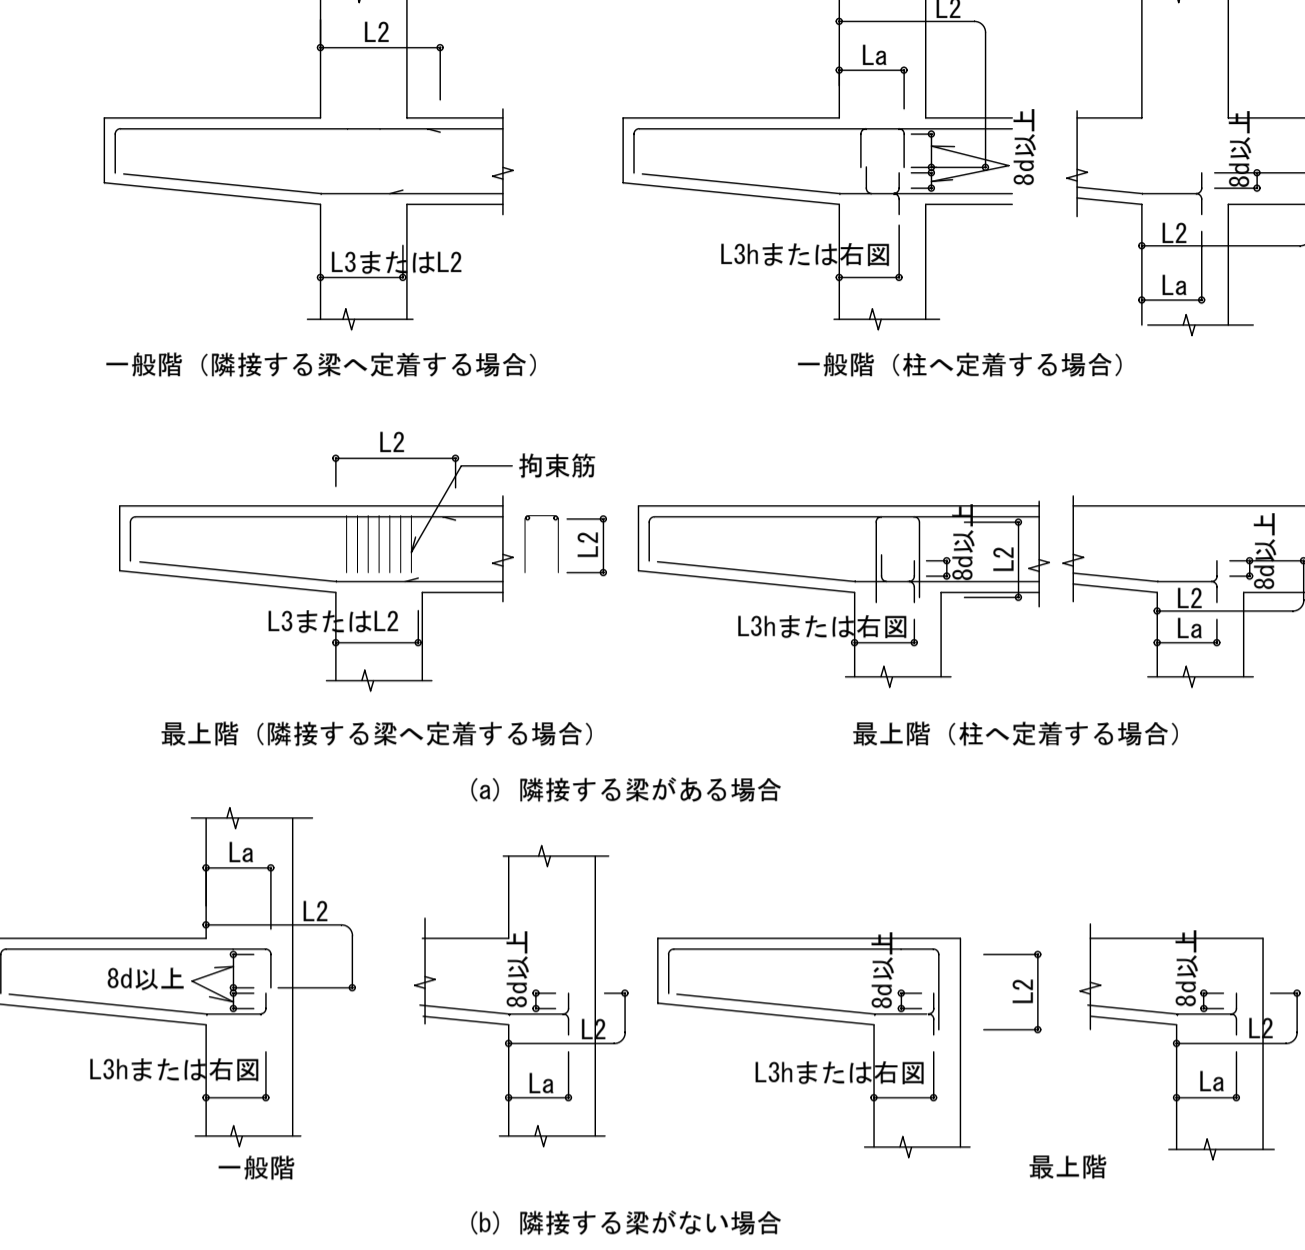 L2
L2
La
8d以上
8d以上
L3またはL2
L3hまたは右図
L2
La
一般階（隣接する梁へ定着する場合）
一般階（柱へ定着する場合）
L2
拘束筋
L2
8d以上
L2
8d以上
L3またはL2
L3hまたは右図
L2
La
最上階（隣接する梁へ定着する場合）
最上階（柱へ定着する場合）
(a) 隣接する梁がある場合
La
L2
8d以上
8d以上
8d以上
L2
8d以上
L2
L2
L3hまたは右図
La
L3hまたは右図
La
一般階
最上階
(b) 隣接する梁がない場合